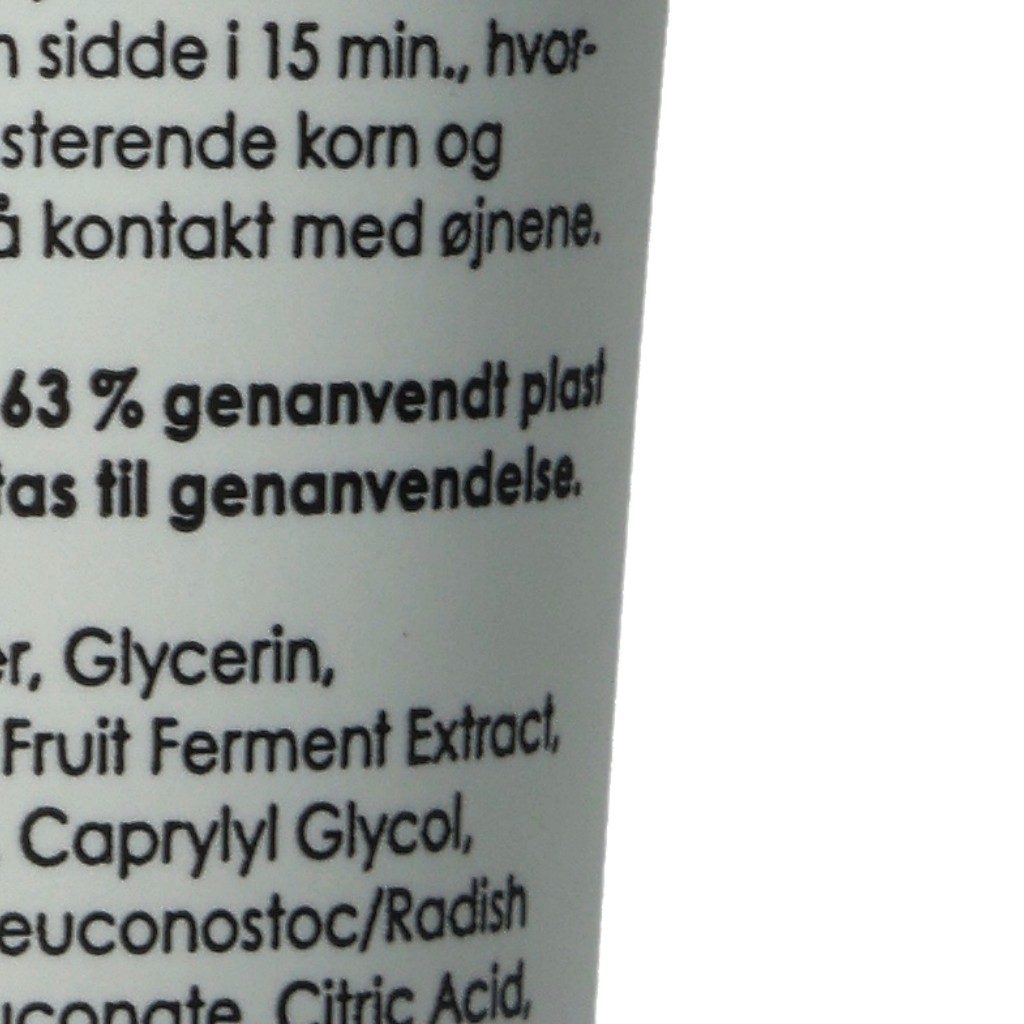 sidde i 15 min., hvor-
sterende korn og
å kontakt med øjnene.
63 % genanvendt plast
tas til genanvendelse.
er, Glycerin,
Fruit Ferment Extract,
Caprylyl Glycol,
euconostoc/Radish
uconate, Citric Acid,